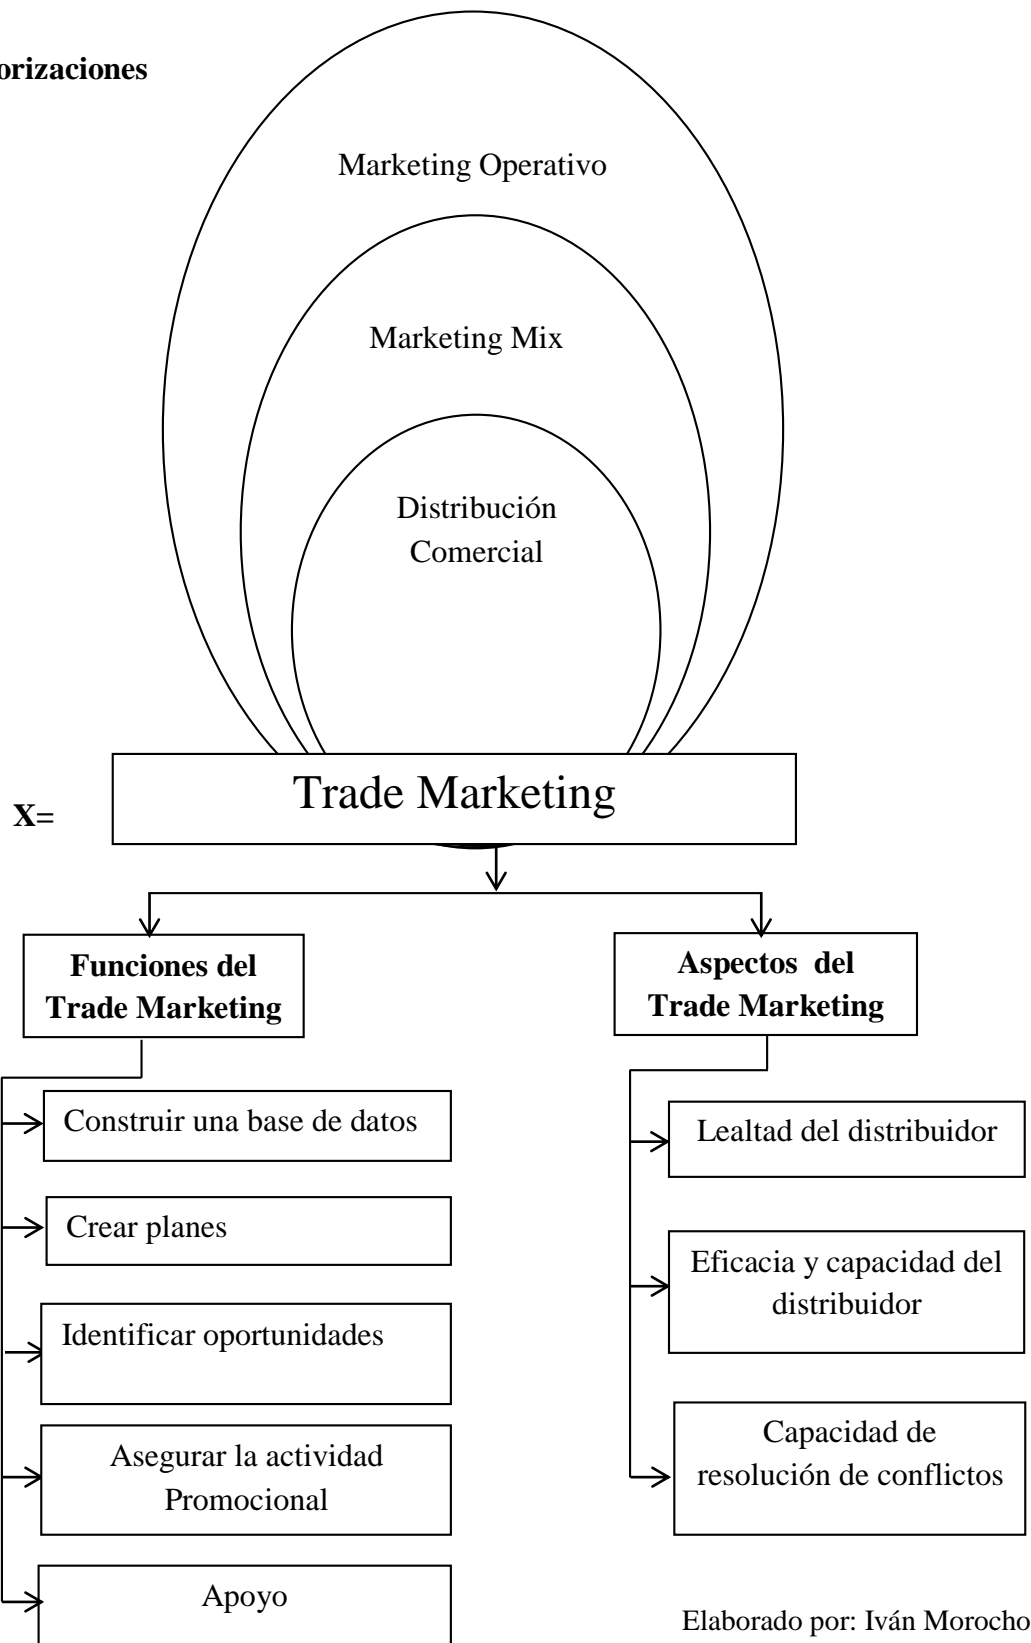 orizaciones
Marketing Operativo
Marketing Mix
Distribución
Comercial
X=
Trade Marketing
Funciones del
Trade Marketing
Construir una base de datos
Crear planes
Identificar oportunidades
Asegurar la actividad
Promocional
Apoyo
Aspectos del
Trade Marketing
Lealtad del distribuidor
Eficacia y capacidad del
distribuidor
Capacidad de
resolución de conflictos
Elaborado por: Iván Morocho